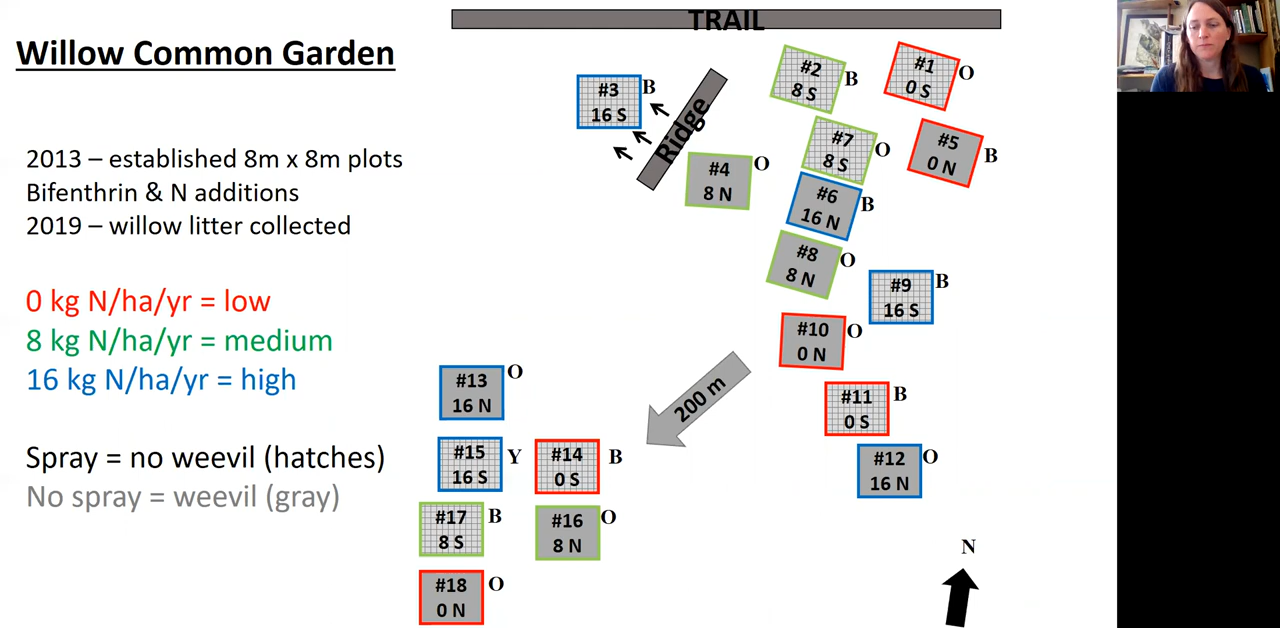 TRAIL
Willow Common Garden
2013 – established 8m x 8m plots
Bifenthrin & N additions
2019 – willow litter collected
0 kg N/ha/yr = low
8 kg N/ha/yr = medium
16 kg N/ha/yr = high
Spray = no weevil (hatches)
No spray = weevil (gray)
#3
16 S
B
Ridge
#2
8 S
B
#1
0 S
O
#4
8 N
O
#7
8 S
O
#5
0 N
B
#6
16 N
B
#8
8 N
O
#9
16 S
B
#10
0 N
O
#11
0 S
B
#12
16 N
O
200 m
#13
16 N
O
#15
16 S
Y
#14
0 S
B
#17
8 S
B
#16
8 N
O
#18
0 N
O
N